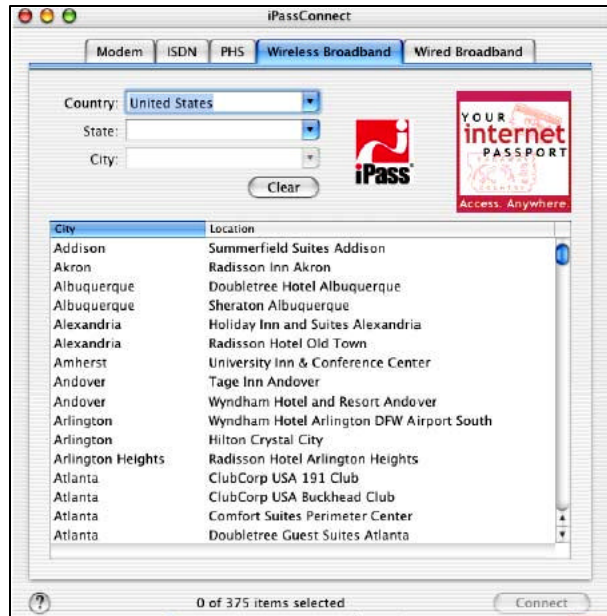 iPassConnect
Modem ISDN PHS Wireless Broadband Wired Broadband
Country: United States
State:
City:
Clear
iPass
YOUR
internet
PASSPORT
Access. Anywhere.
City Location
Addison Summerfield Suites Addison
Akron Radisson Inn Akron
Albuquerque Doubletree Hotel Albuquerque
Albuquerque Sheraton Albuquerque
Alexandria Holiday Inn and Suites Alexandria
Alexandria Radisson Hotel Old Town
Amherst University Inn & Conference Center
Andover Tage Inn Andover
Andover Wyndham Hotel and Resort Andover
Arlington Wyndham Hotel Arlington DFW Airport South
Arlington Hilton Crystal City
Arlington Heights Radisson Hotel Arlington Heights
Atlanta ClubCorp USA 191 Club
Atlanta ClubCorp USA Buckhead Club
Atlanta Comfort Suites Perimeter Center
Atlanta Doubletree Guest Suites Atlanta
? 0 of 375 items selected Connect